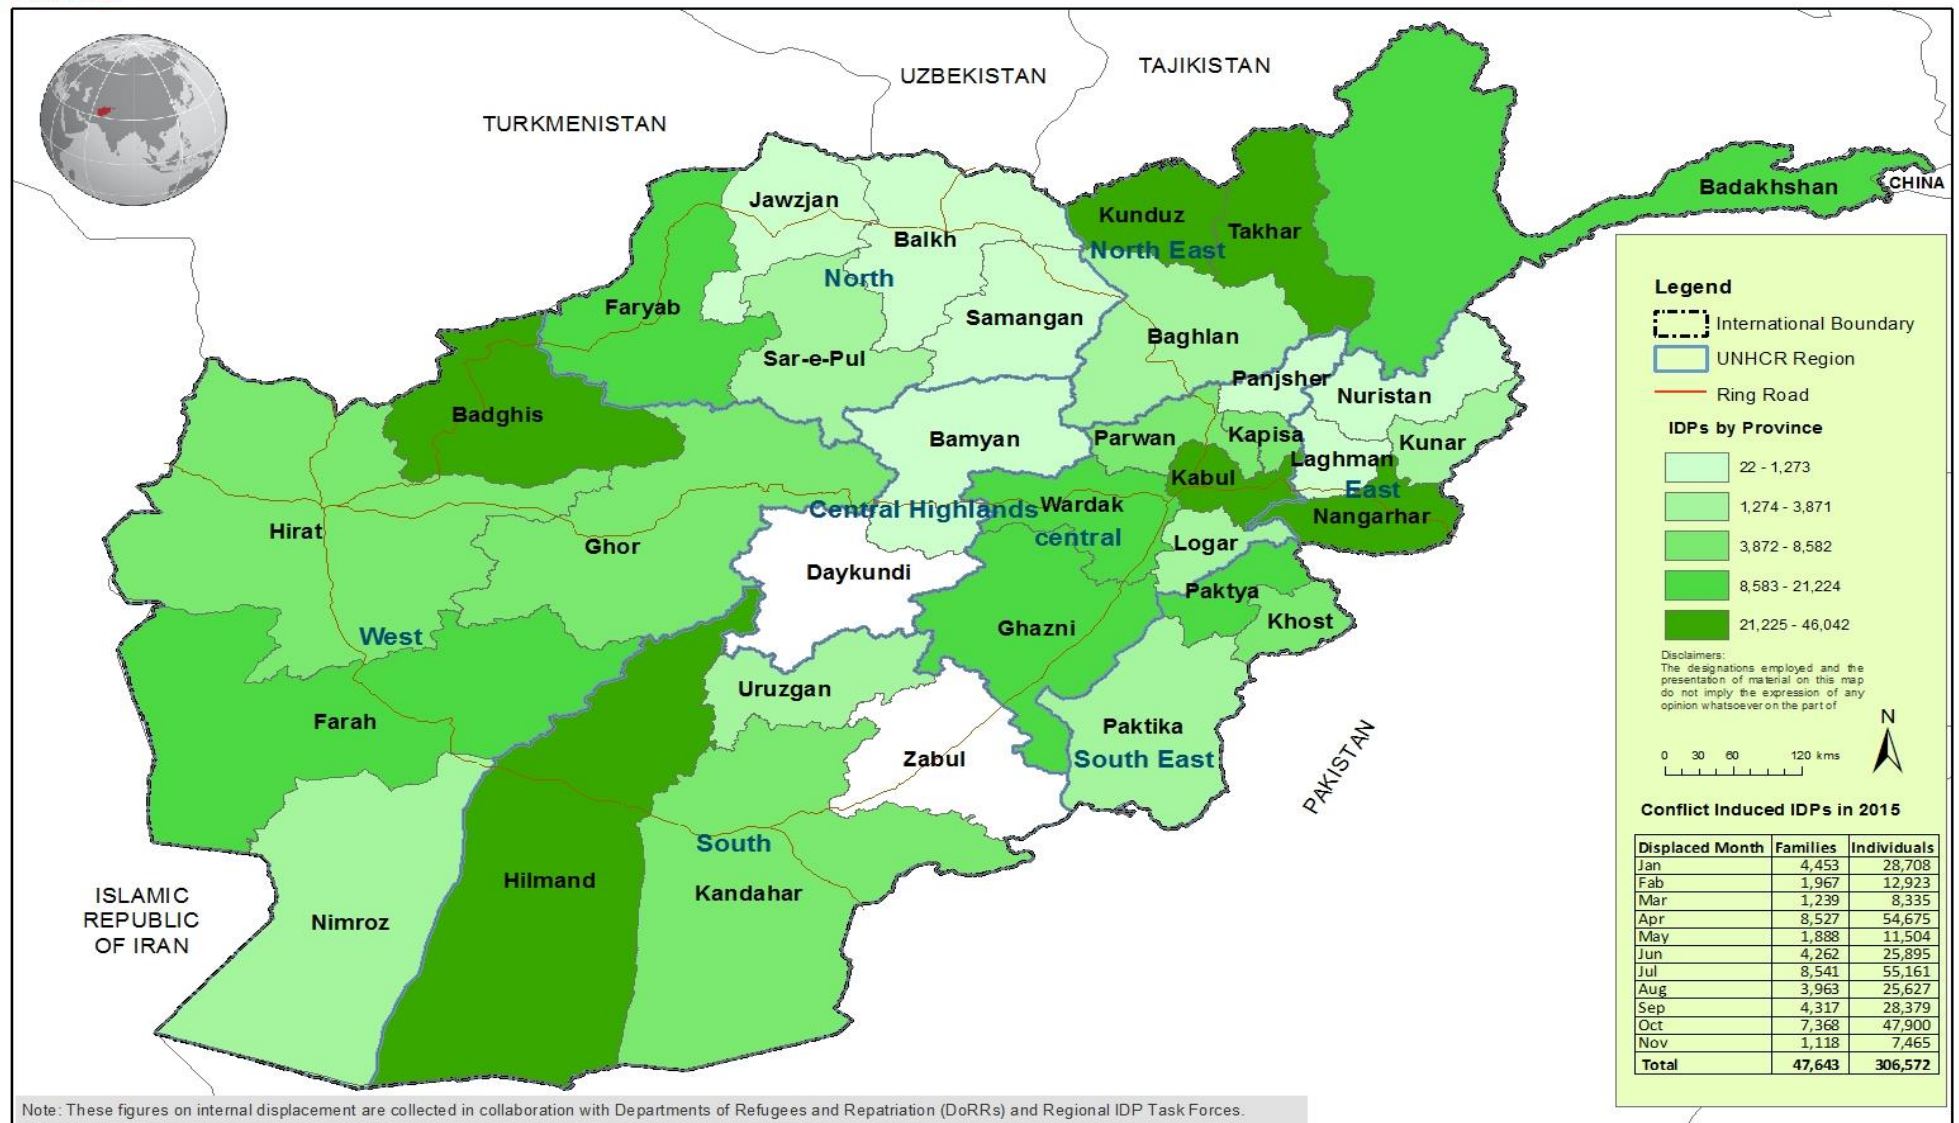 UZBEKISTAN
TAJIKISTAN
TURKMENISTAN
CHINA
Badakhshan
Jawzjan
Balkh
Kunduz
Takhar
North East
North
Faryab
Samangan
Baghlan
Sar-e-Pul
Panjsher
Nuristan
Badghis
Bamyan
Parwan
Kapisa
Kunar
Laghman
Kabul
East
Nangarhar
Hirat
Ghor
Central Highlands
Wardak
central
Logar
Daykundi
Paktya
Khost
Ghazni
West
Uruzgan
Farah
Zabul
Paktika
South East
PAKISTAN
South
Hilmand
Kandahar
Nimroz
ISLAMIC
REPUBLIC
OF IRAN
Legend
International Boundary
UNHCR Region
Ring Road
IDPs by Province
22 - 1,273
1,274 - 3,871
3,872 - 8,582
8,583 - 21,224
21,225 - 46,042
Disclaimers:
The designations employed and the
presentation of material on this map
do not imply the expression of any
opinion whatsoever on the part of
N
0 30 60 120 kms
Conflict Induced IDPs in 2015
Displaced Month Families Individuals
Jan 4,453 28,708
Fab 1,967 12,923
Mar 1,239 8,335
Apr 8,527 54,675
May 1,888 11,504
Jun 4,262 25,895
Jul 8,541 55,161
Aug 3,963 25,627
Sep 4,317 28,379
Oct 7,368 47,900
Nov 1,118 7,465
Total 47,643 306,572
Note: These figures on internal displacement are collected in collaboration with Departments of Refugees and Repatriation (DoRRs) and Regional IDP Task Forces.